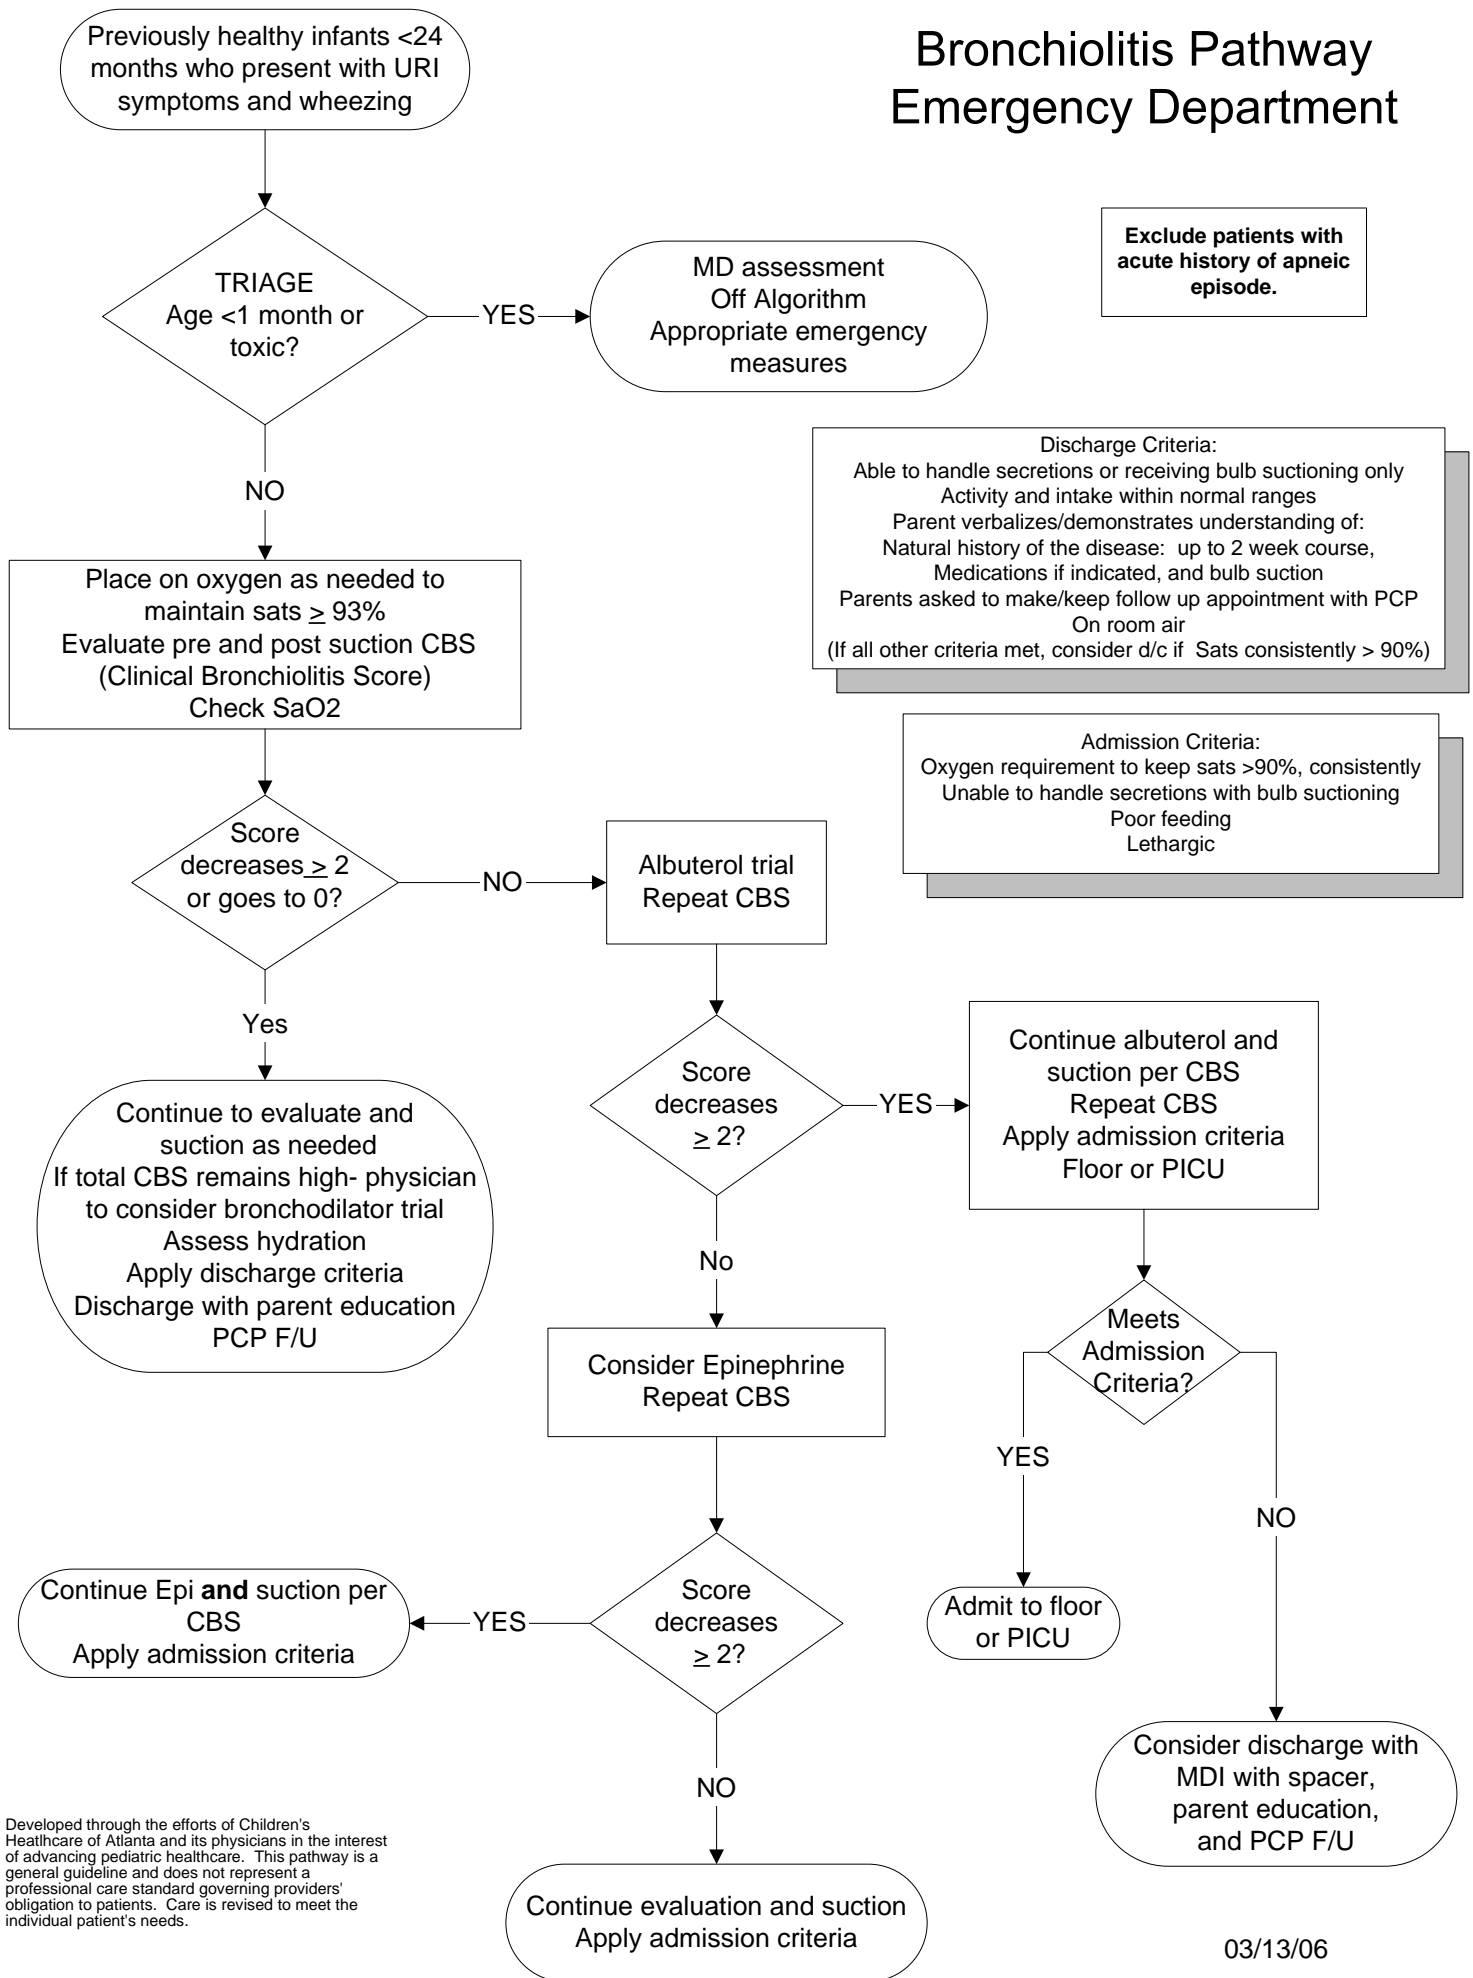 Bronchiolitis Pathway
Emergency Department
Previously healthy infants <24
months who present with URI
symptoms and wheezing
Exclude patients with
acute history of apneic
episode.
TRIAGE
Age <1 month or
toxic?
YES
MD assessment
Off Algorithm
Appropriate emergency
measures
NO
Discharge Criteria:
Able to handle secretions or receiving bulb suctioning only
Activity and intake within normal ranges
Parent verbalizes/demonstrates understanding of:
Natural history of the disease:  up to 2 week course,
Medications if indicated, and bulb suction
Parents asked to make/keep follow up appointment with PCP
On room air
(If all other criteria met, consider d/c if  Sats consistently > 90%)
Place on oxygen as needed to
maintain sats ≥ 93%
Evaluate pre and post suction CBS
(Clinical Bronchiolitis Score)
Check SaO2
Admission Criteria:
Oxygen requirement to keep sats >90%, consistently
Unable to handle secretions with bulb suctioning
Poor feeding
Lethargic
Score
decreases ≥ 2
or goes to 0?
NO
Albuterol trial
Repeat CBS
Yes
Continue to evaluate and
suction as needed
If total CBS remains high- physician
to consider bronchodilator trial
Assess hydration
Apply discharge criteria
Discharge with parent education
PCP F/U
Score
decreases
≥ 2?
YES
Continue albuterol and
suction per CBS
Repeat CBS
Apply admission criteria
Floor or PICU
No
Consider Epinephrine
Repeat CBS
Meets
Admission
Criteria?
YES
NO
Admit to floor
or PICU
Consider discharge with
MDI with spacer,
parent education,
and PCP F/U
Score
decreases
≥ 2?
YES
Continue Epi and suction per
CBS
Apply admission criteria
NO
Continue evaluation and suction
Apply admission criteria
Developed through the efforts of Children's
Heatlhcare of Atlanta and its physicians in the interest
of advancing pediatric healthcare.  This pathway is a
general guideline and does not represent a
professional care standard governing providers'
obligation to patients.  Care is revised to meet the
individual patient's needs.
03/13/06